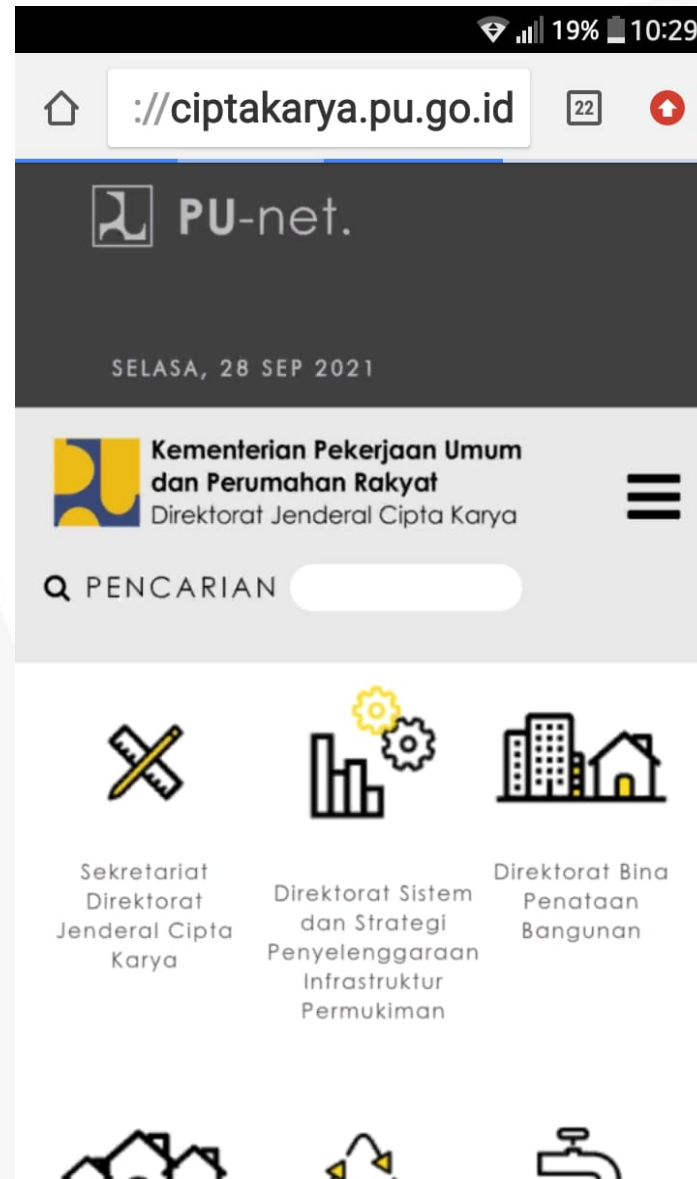 19% 10:29
://ciptakarya.pu.go.id 22
PU-net.
SELASA, 28 SEP 2021
Kementerian Pekerjaan Umum
dan Perumahan Rakyat
Direktorat Jenderal Cipta Karya
PENCARIAN
Sekretariat
Direktorat
Jenderal Cipta
Karya
Direktorat Sistem
dan Strategi
Penyelenggaraan
Infrastruktur
Permukiman
Direktorat Bina
Penataan
Bangunan